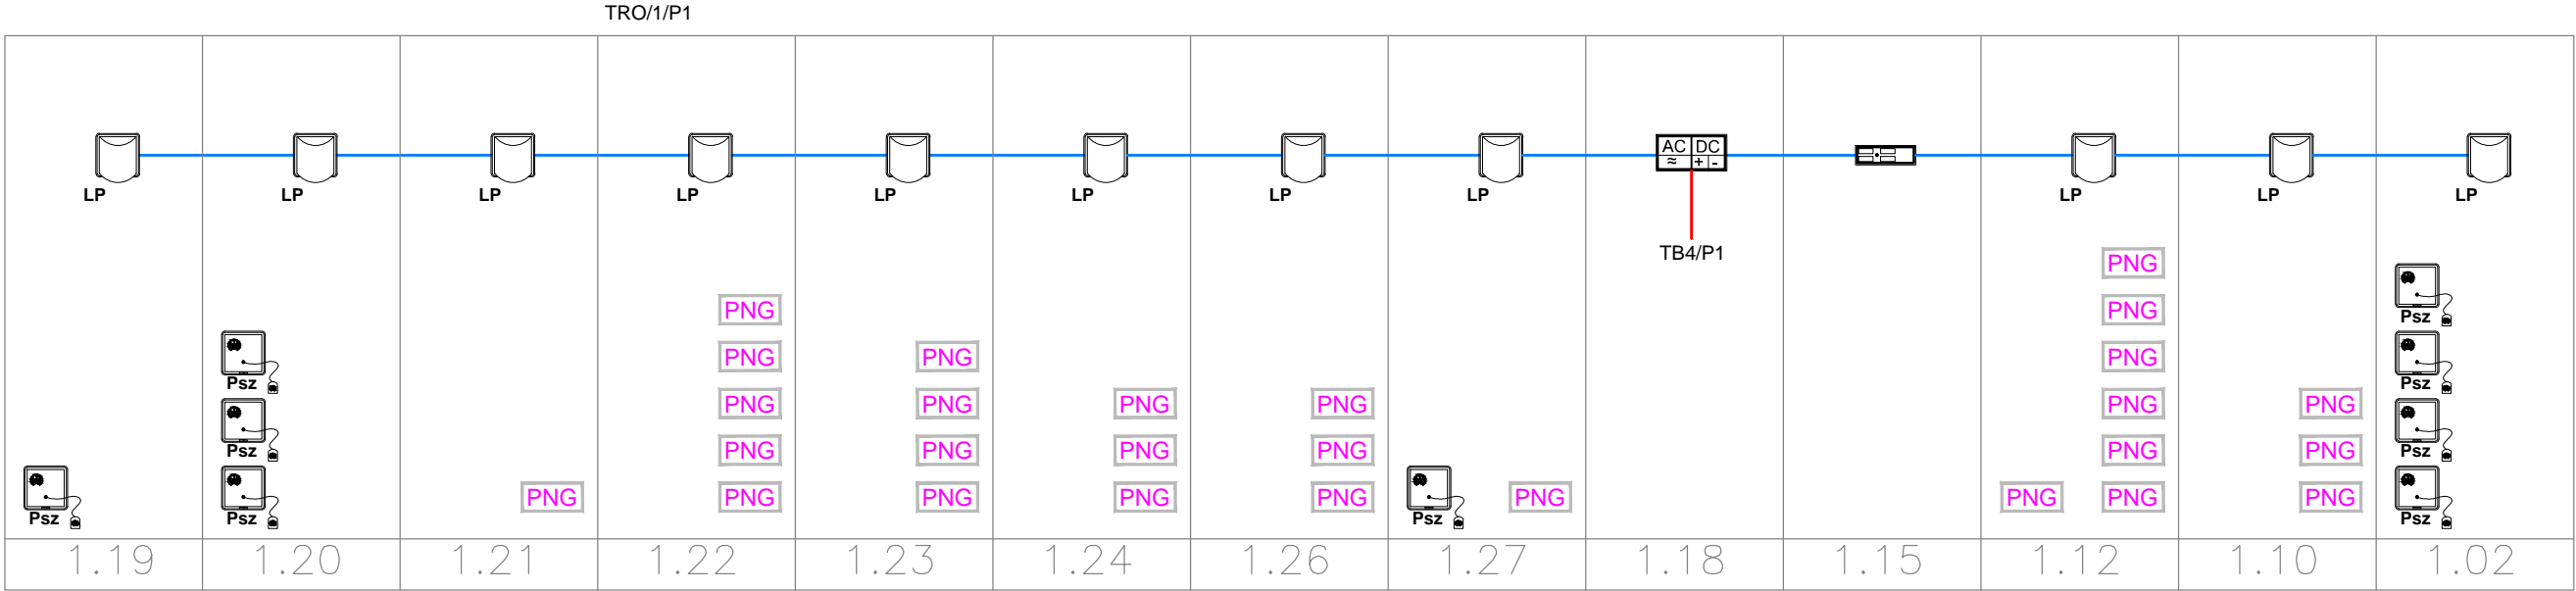 TRO/1/P1
LP LP LP LP LP LP LP LP AC DC LP LP LP
≈ + -
TB4/P1
PNG
PNG PNG
Psz
PNG PNG PNG
Psz Psz
PNG PNG PNG PNG PNG PNG
Psz Psz
PNG PNG PNG PNG PNG PNG
PNG PNG PNG PNG PNG PNG PNG PNG PNG
Psz Psz Psz Psz
1.19 1.20 1.21 1.22 1.23 1.24 1.26 1.27 1.18 1.15 1.12 1.10 1.02